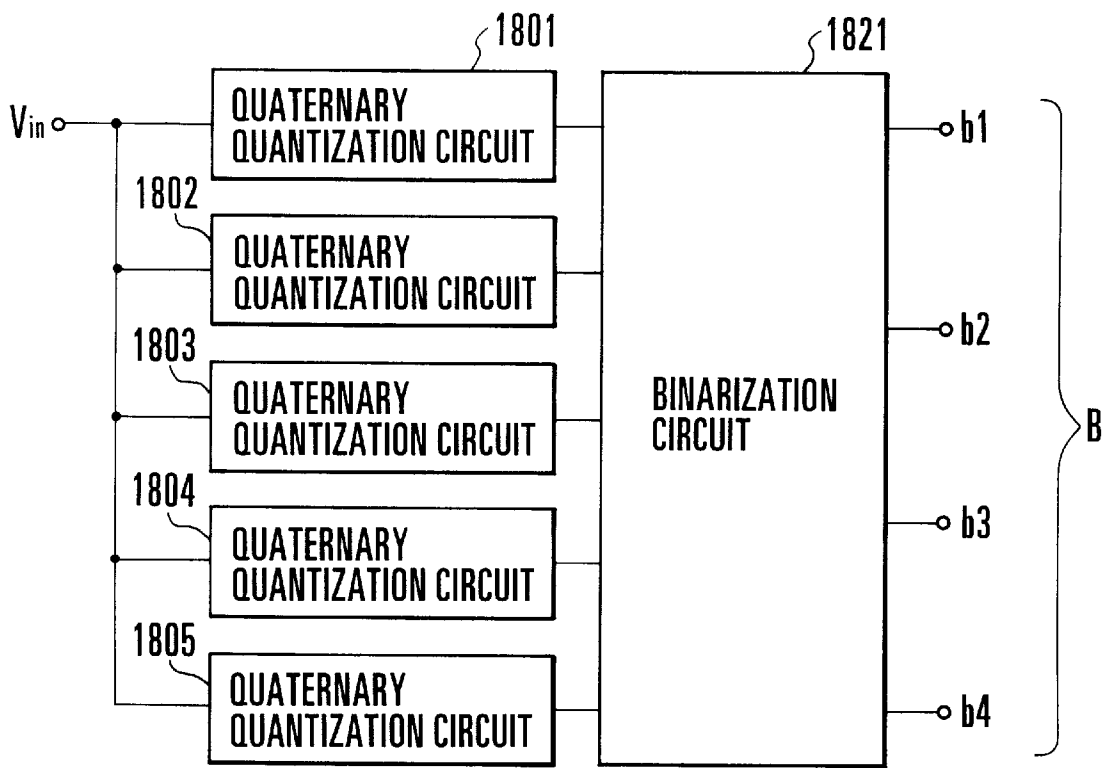 1801
1821
Vin
QUATERNARY
QUANTIZATION CIRCUIT
b1
1802
QUATERNARY
QUANTIZATION CIRCUIT
b2
1803
QUATERNARY
QUANTIZATION CIRCUIT
BINARIZATION
CIRCUIT
B
1804
QUATERNARY
QUANTIZATION CIRCUIT
b3
1805
QUATERNARY
QUANTIZATION CIRCUIT
b4